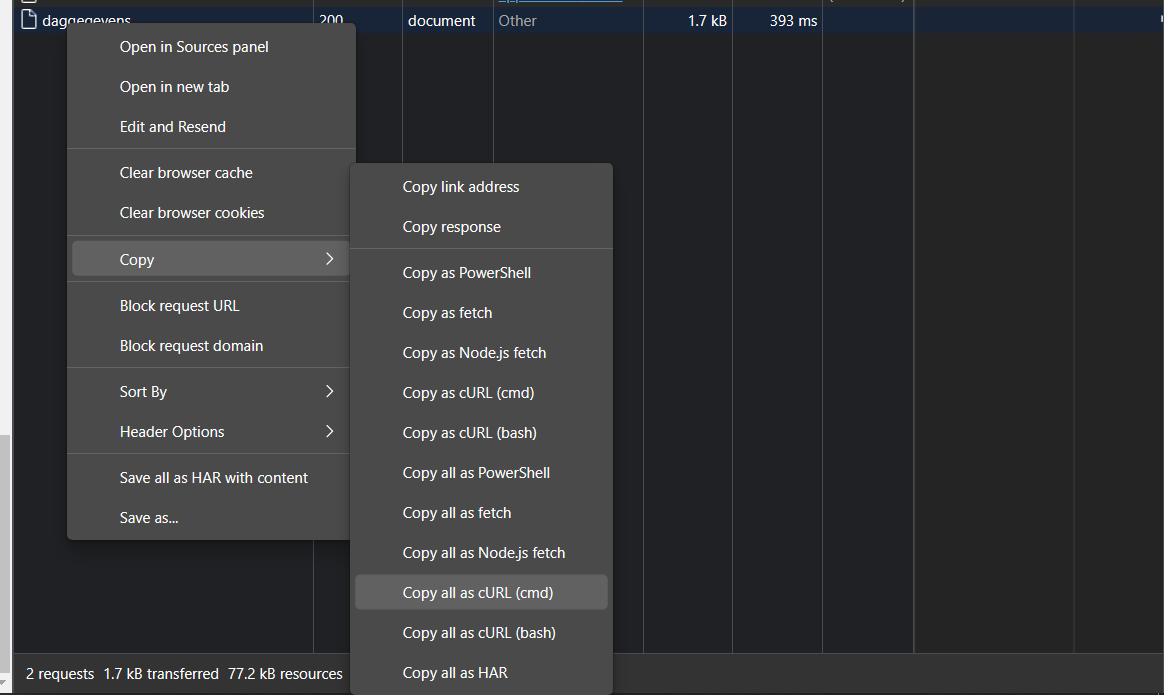 daggegevens 200 document Other 1.7 kB 393 ms
Open in Sources panel
Open in new tab
Edit and Resend
Clear browser cache
Clear browser cookies
Copy
Block request URL
Block request domain
Sort By
Header Options
Save all as HAR with content
Save as...
Copy link address
Copy response
Copy as PowerShell
Copy as fetch
Copy as Node.js fetch
Copy as cURL (cmd)
Copy as cURL (bash)
Copy all as PowerShell
Copy all as fetch
Copy all as Node.js fetch
Copy all as cURL (cmd)
Copy all as cURL (bash)
Copy all as HAR
2 requests 1.7 kB transferred 77.2 kB resources